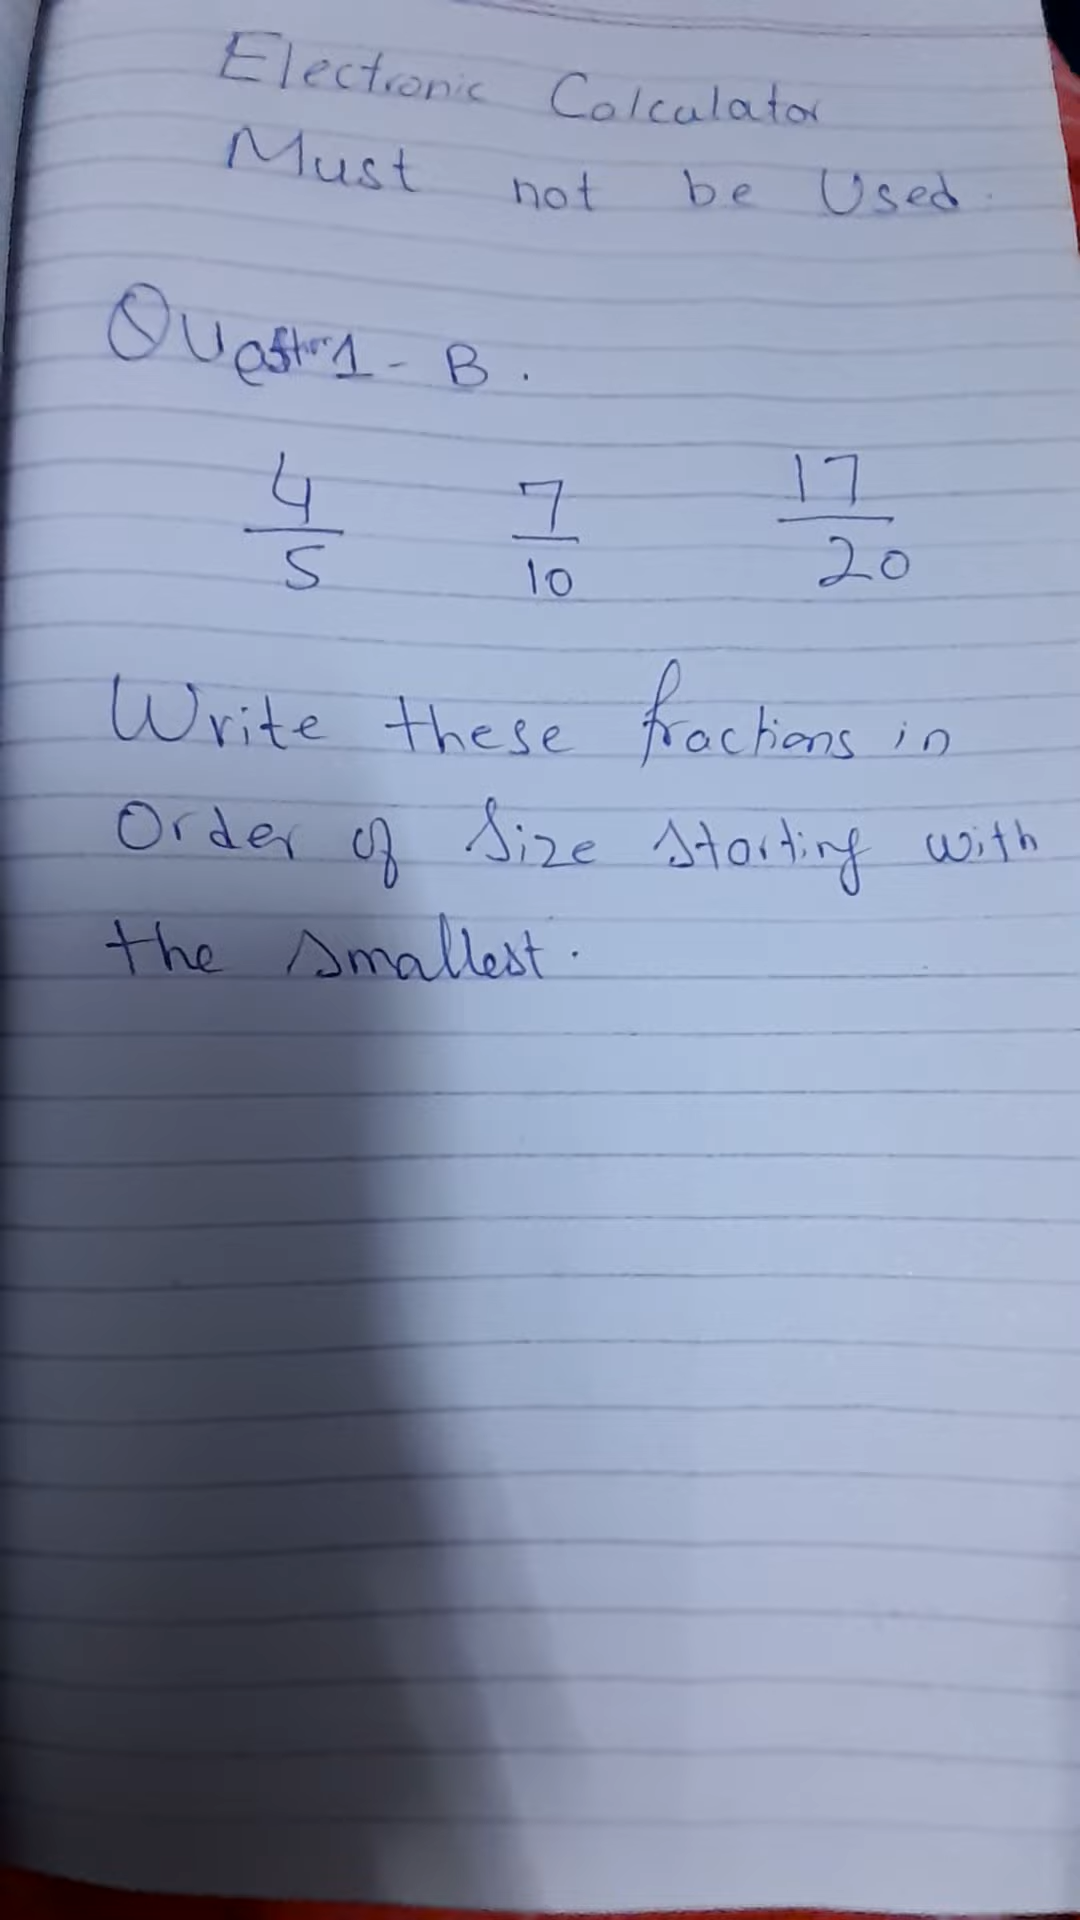 Electronic Calculator
Must not be Used.
Question 1 - B.
4/5 7/10 17/20
Write these fractions in
Order of Size starting with
the smallest.